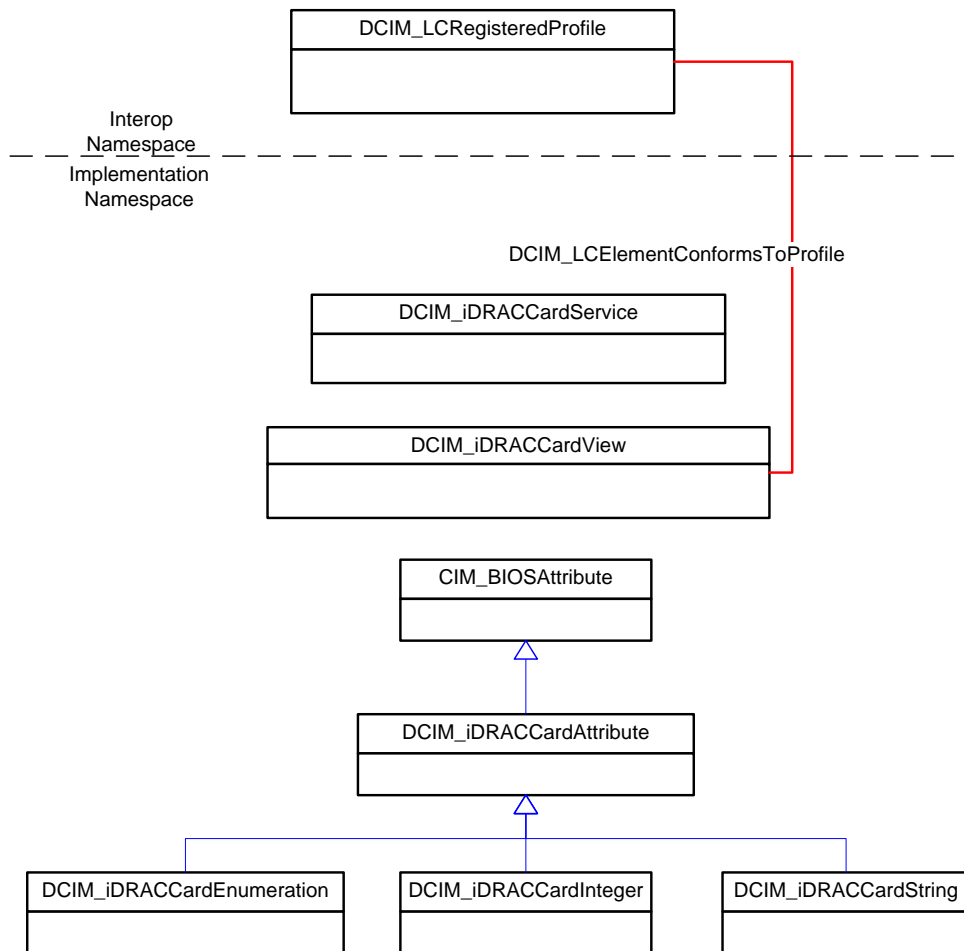 DCIM_LCRegisteredProfile
Interop
Namespace
Implementation
Namespace
DCIM_LCElementConformsToProfile
DCIM_iDRACCardService
DCIM_iDRACCardView
CIM_BIOSAttribute
DCIM_iDRACCardAttribute
DCIM_iDRACCardEnumeration
DCIM_iDRACCardInteger
DCIM_iDRACCardString